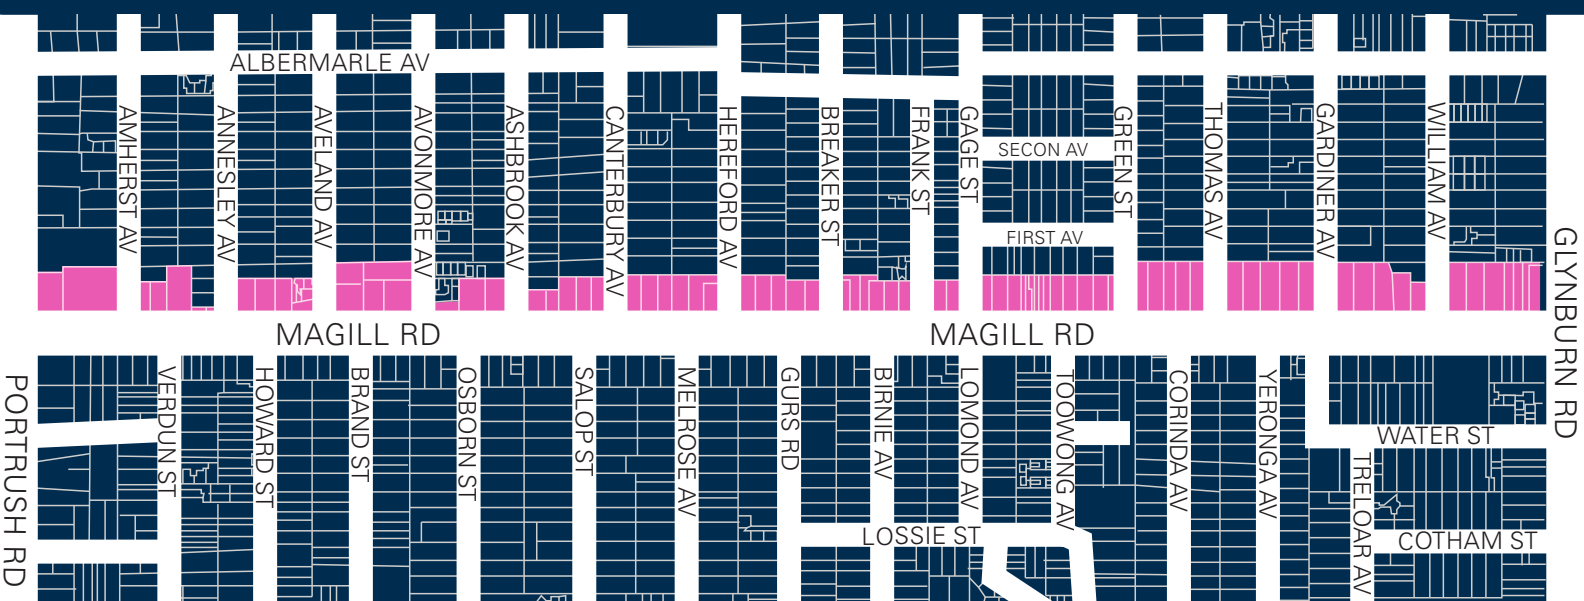 ALBERMARLE AV
AMHERST AV
ANNESLEY AV
AVELAND AV
AVONMORE AV
ASHBROOK AV
CANTERBURY AV
HEREFORD AV
BREAKER ST
FRANK ST
GAGE ST
SECON AV
FIRST AV
GREEN ST
THOMAS AV
GARDINER AV
WILLIAM AV
GLYNBURN RD
MAGILL RD
MAGILL RD
PORTRUSH RD
VERDUN ST
HOWARD ST
BRAND ST
OSBORN ST
SALOP ST
MELROSE AV
GURS RD
BIRNIE AV
LOMOND AV
TOOWONG AV
CORINDA AV
YERONGA AV
WATER ST
TRELOAR AV
LOSSIE ST
COTHAM ST